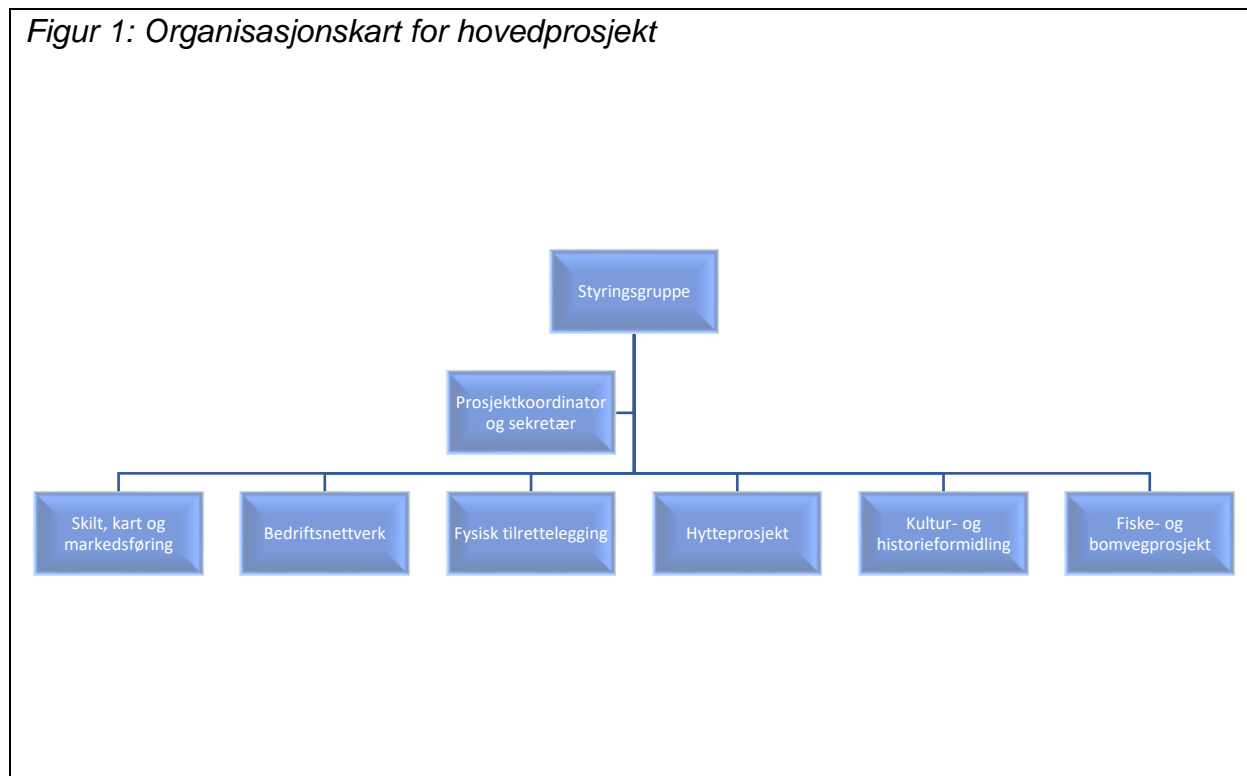 Figur 1: Organisasjonskart for hovedprosjekt
Styringsgruppe
Prosjektkoordinator
og sekretær
Skilt, kart og
markedsføring
Bedriftsnettverk
Fysisk tilrettelegging
Hytteprosjekt
Kultur- og
historieformidling
Fiske- og
bomvegprosjekt